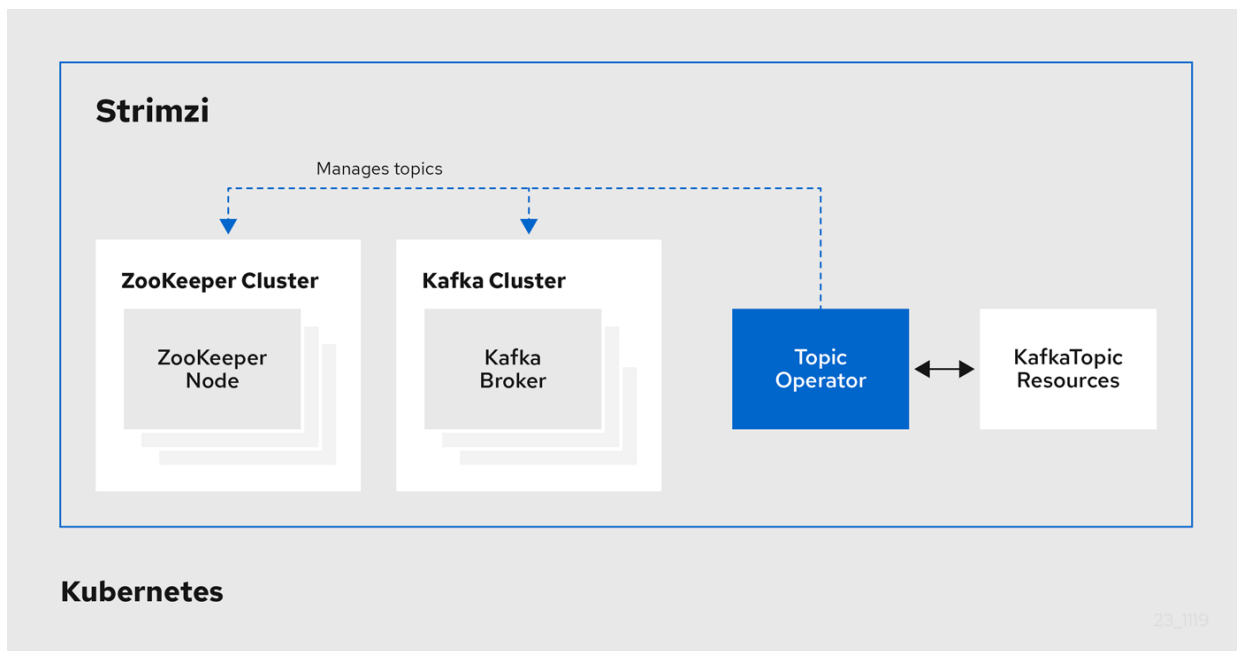 Strimzi
Manages topics
ZooKeeper Cluster
ZooKeeper
Node
Kafka Cluster
Kafka
Broker
Topic
Operator
KafkaTopic
Resources
Kubernetes
23_1119